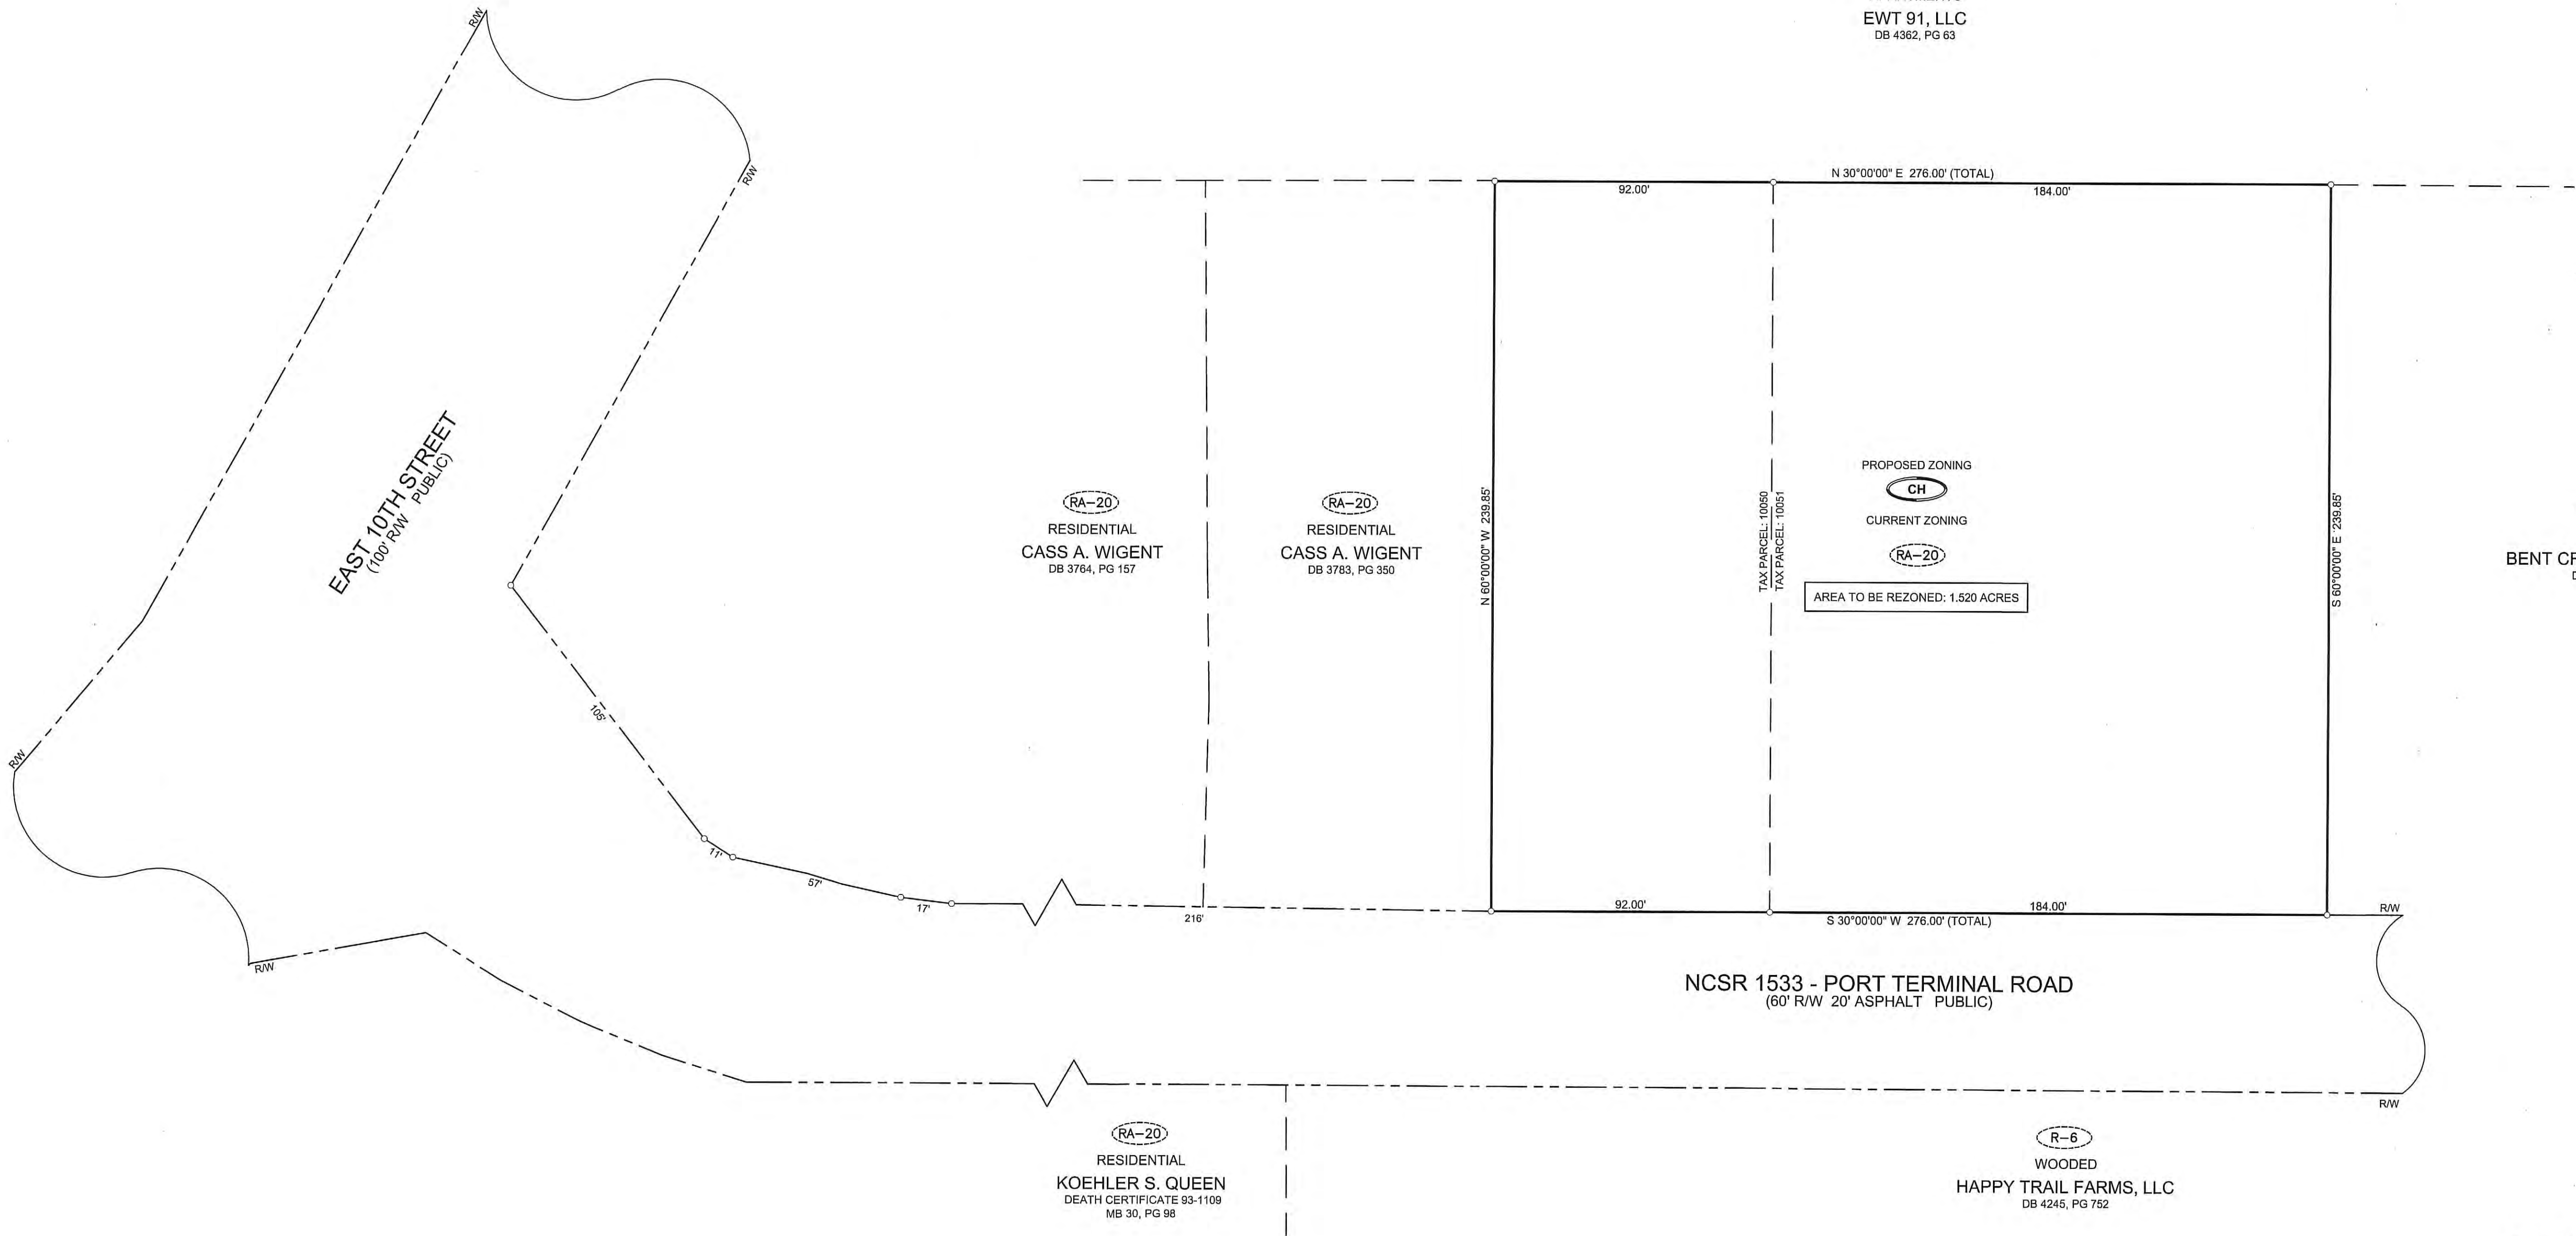 EWT 91, LLC
DB 4362, PG 63
R/W
R/W
N 30°00'00" E 276.00' (TOTAL)
92.00'
184.00'
EAST 10TH STREET
(100' R/W PUBLIC)
R/W
105'
11'
57'
17'
216'
R/W
RA-20
RESIDENTIAL
CASS A. WIGENT
DB 3764, PG 157
RA-20
RESIDENTIAL
CASS A. WIGENT
DB 3783, PG 350
N 60°00'00" W 239.85'
TAX PARCEL: 10050
TAX PARCEL: 10051
PROPOSED ZONING
CH
CURRENT ZONING
RA-20
AREA TO BE REZONED: 1.520 ACRES
S 60°00'00" E 239.85'
BENT
92.00'
184.00'
R/W
S 30°00'00" W 276.00' (TOTAL)
NCSR 1533 - PORT TERMINAL ROAD
(60' R/W 20' ASPHALT PUBLIC)
R/W
RA-20
RESIDENTIAL
KOEHLER S. QUEEN
DEATH CERTIFICATE 93-1109
MB 30, PG 98
R-6
WOODED
HAPPY TRAIL FARMS, LLC
DB 4245, PG 752